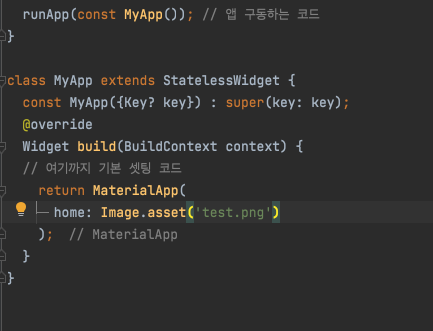 runApp(const MyApp()); // 앱 구동하는 코드
}
class MyApp extends StatelessWidget {
const MyApp({Key? key}) : super(key: key);
@override
Widget build(BuildContext context) {
// 여기까지 기본 셋팅 코드
return MaterialApp(
home: Image.asset('test.png')
); // MaterialApp
}
}